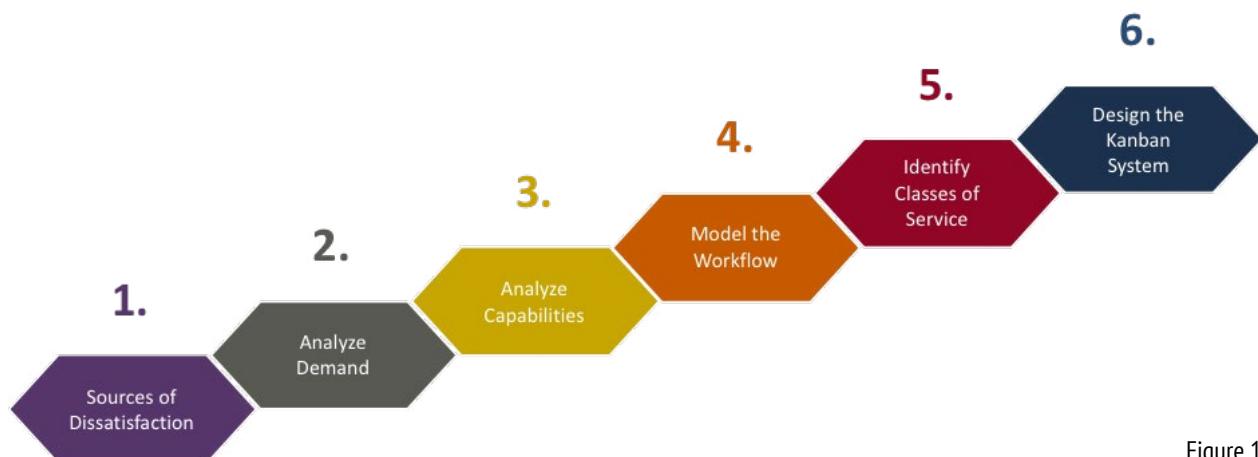 1.
Sources of
Dissatisfaction
2.
Analyze
Demand
3.
Analyze
Capabilities
4.
Model the
Workflow
5.
Identify
Classes of
Service
6.
Design the
Kanban
System
Figure 1